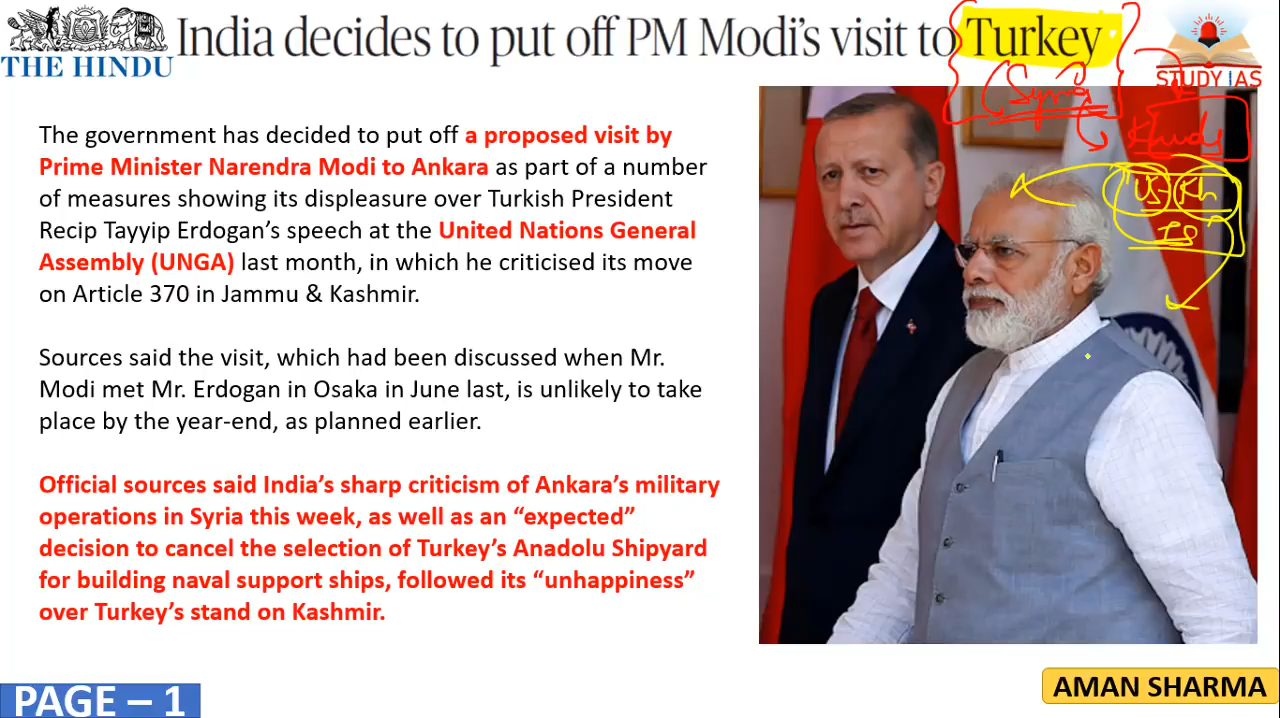 THE HINDU
India decides to put off PM Modi's visit to Turkey
STUDY IAS
(Syria)
US
IS
The government has decided to put off a proposed visit by
Prime Minister Narendra Modi to Ankara as part of a number
of measures showing its displeasure over Turkish President
Recip Tayyip Erdogan's speech at the United Nations General
Assembly (UNGA) last month, in which he criticised its move
on Article 370 in Jammu & Kashmir.
Sources said the visit, which had been discussed when Mr.
Modi met Mr. Erdogan in Osaka in June last, is unlikely to take
place by the year-end, as planned earlier.
Official sources said India's sharp criticism of Ankara's military
operations in Syria this week, as well as an “expected”
decision to cancel the selection of Turkey's Anadolu Shipyard
for building naval support ships, followed its “unhappiness”
over Turkey's stand on Kashmir.
PAGE – 1
AMAN SHARMA